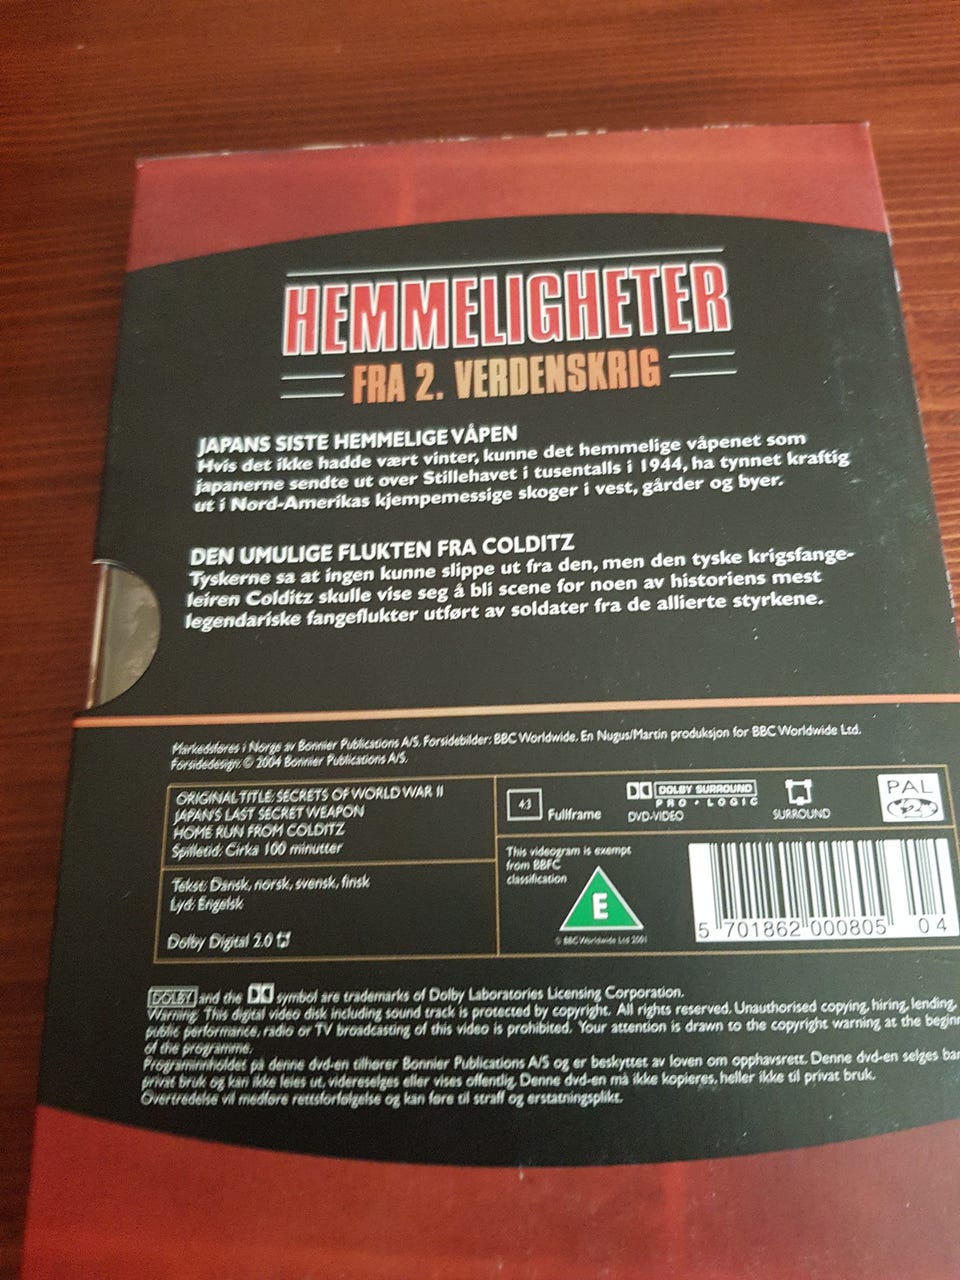 HEMMELIGHETER
FRA 2. VERDENSKRIG
JAPANS SISTE HEMMELIGE VÅPEN
Hvis det ikke hadde vært vinter, kunne det hemmelige våpenet som
japanerne sendte ut over Stillehavet i tusentalls i 1944, ha tynnet kraftig
ut i Nord-Amerikas kjempemessige skoger i vest, gårder og byer.
DEN UMULIGE FLUKTEN FRA COLDITZ
Tyskerne sa at ingen kunne slippe ut fra den, men den tyske krigsfange-
leiren Colditz skulle vise seg å bli scene for noen av historiens mest
legendariske fangeflukter utført av soldater fra de allierte styrkene.
Markedsføres i Norge av Bonnier Publications A/S. Forsidebilder: BBC Worldwide. En Nugus/Martin produksjon for BBC Worldwide Ltd.
Forsidedesign: © 2004 Bonnier Publications A/S.
ORIGINAL TITLE: SECRETS OF WORLD WAR II
JAPAN'S LAST SECRET WEAPON
HOME RUN FROM COLDITZ
Spilletid: Cirka 100 minutter
Tekst: Dansk, norsk, svensk, finsk
Lyd: Engelsk
Dolby Digital 2.0
4:3 Fullframe
DOLBY SURROUND
PRO • LOGIC
DVD-VIDEO
SURROUND
PAL
2
This videogram is exempt
from BBFC
classification
E
© BBC Worldwide Ltd 2001
5 701862 000805 04
DOLBY and the symbol are trademarks of Dolby Laboratories Licensing Corporation.
Warning: This digital video disk including sound track is protected by copyright. All rights reserved. Unauthorised copying, hiring, lending,
public performance, radio or TV broadcasting of this video is prohibited. Your attention is drawn to the copyright warning at the beginn
of the programme.
Programinnholdet på denne dvd-en tilhører Bonnier Publications A/S og er beskyttet av loven om opphavsrett. Denne dvd-en selges bar
privat bruk og kan ikke leies ut, videreselges eller vises offentlig. Denne dvd-en må ikke kopieres, heller ikke til privat bruk.
Overtredelse vil medføre rettsforfølgelse og kan føre til straff og erstatningsplikt.